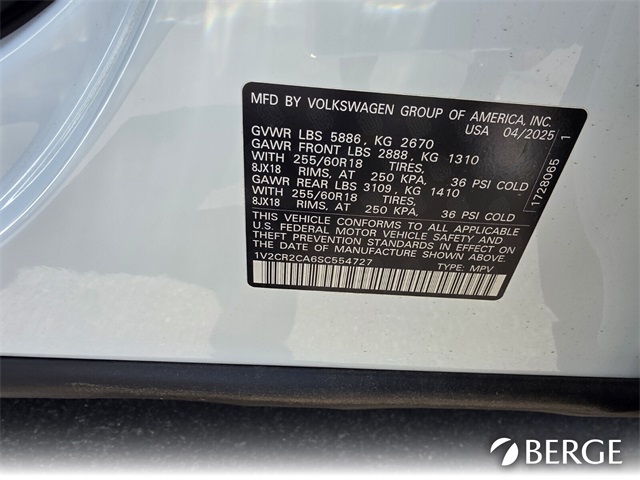 MFD BY VOLKSWAGEN GROUP OF AMERICA, INC.
USA 04/2025 1
GVWR LBS 5886, KG 2670
GAWR FRONT LBS 2888, KG 1310
WITH 255/60R18 TIRES,
8JX18 RIMS, AT 250 KPA, 36 PSI COLD
GAWR REAR LBS 3109, KG 1410
WITH 255/60R18 TIRES,
8JX18 RIMS, AT 250 KPA, 36 PSI COLD
THIS VEHICLE CONFORMS TO ALL APPLICABLE
U.S. FEDERAL MOTOR VEHICLE SAFETY AND
THEFT PREVENTION STANDARDS IN EFFECT ON
THE DATE OF MANUFACTURE SHOWN ABOVE.
1V2CR2CA6SC554727 TYPE: MPV
1728065
BERGE